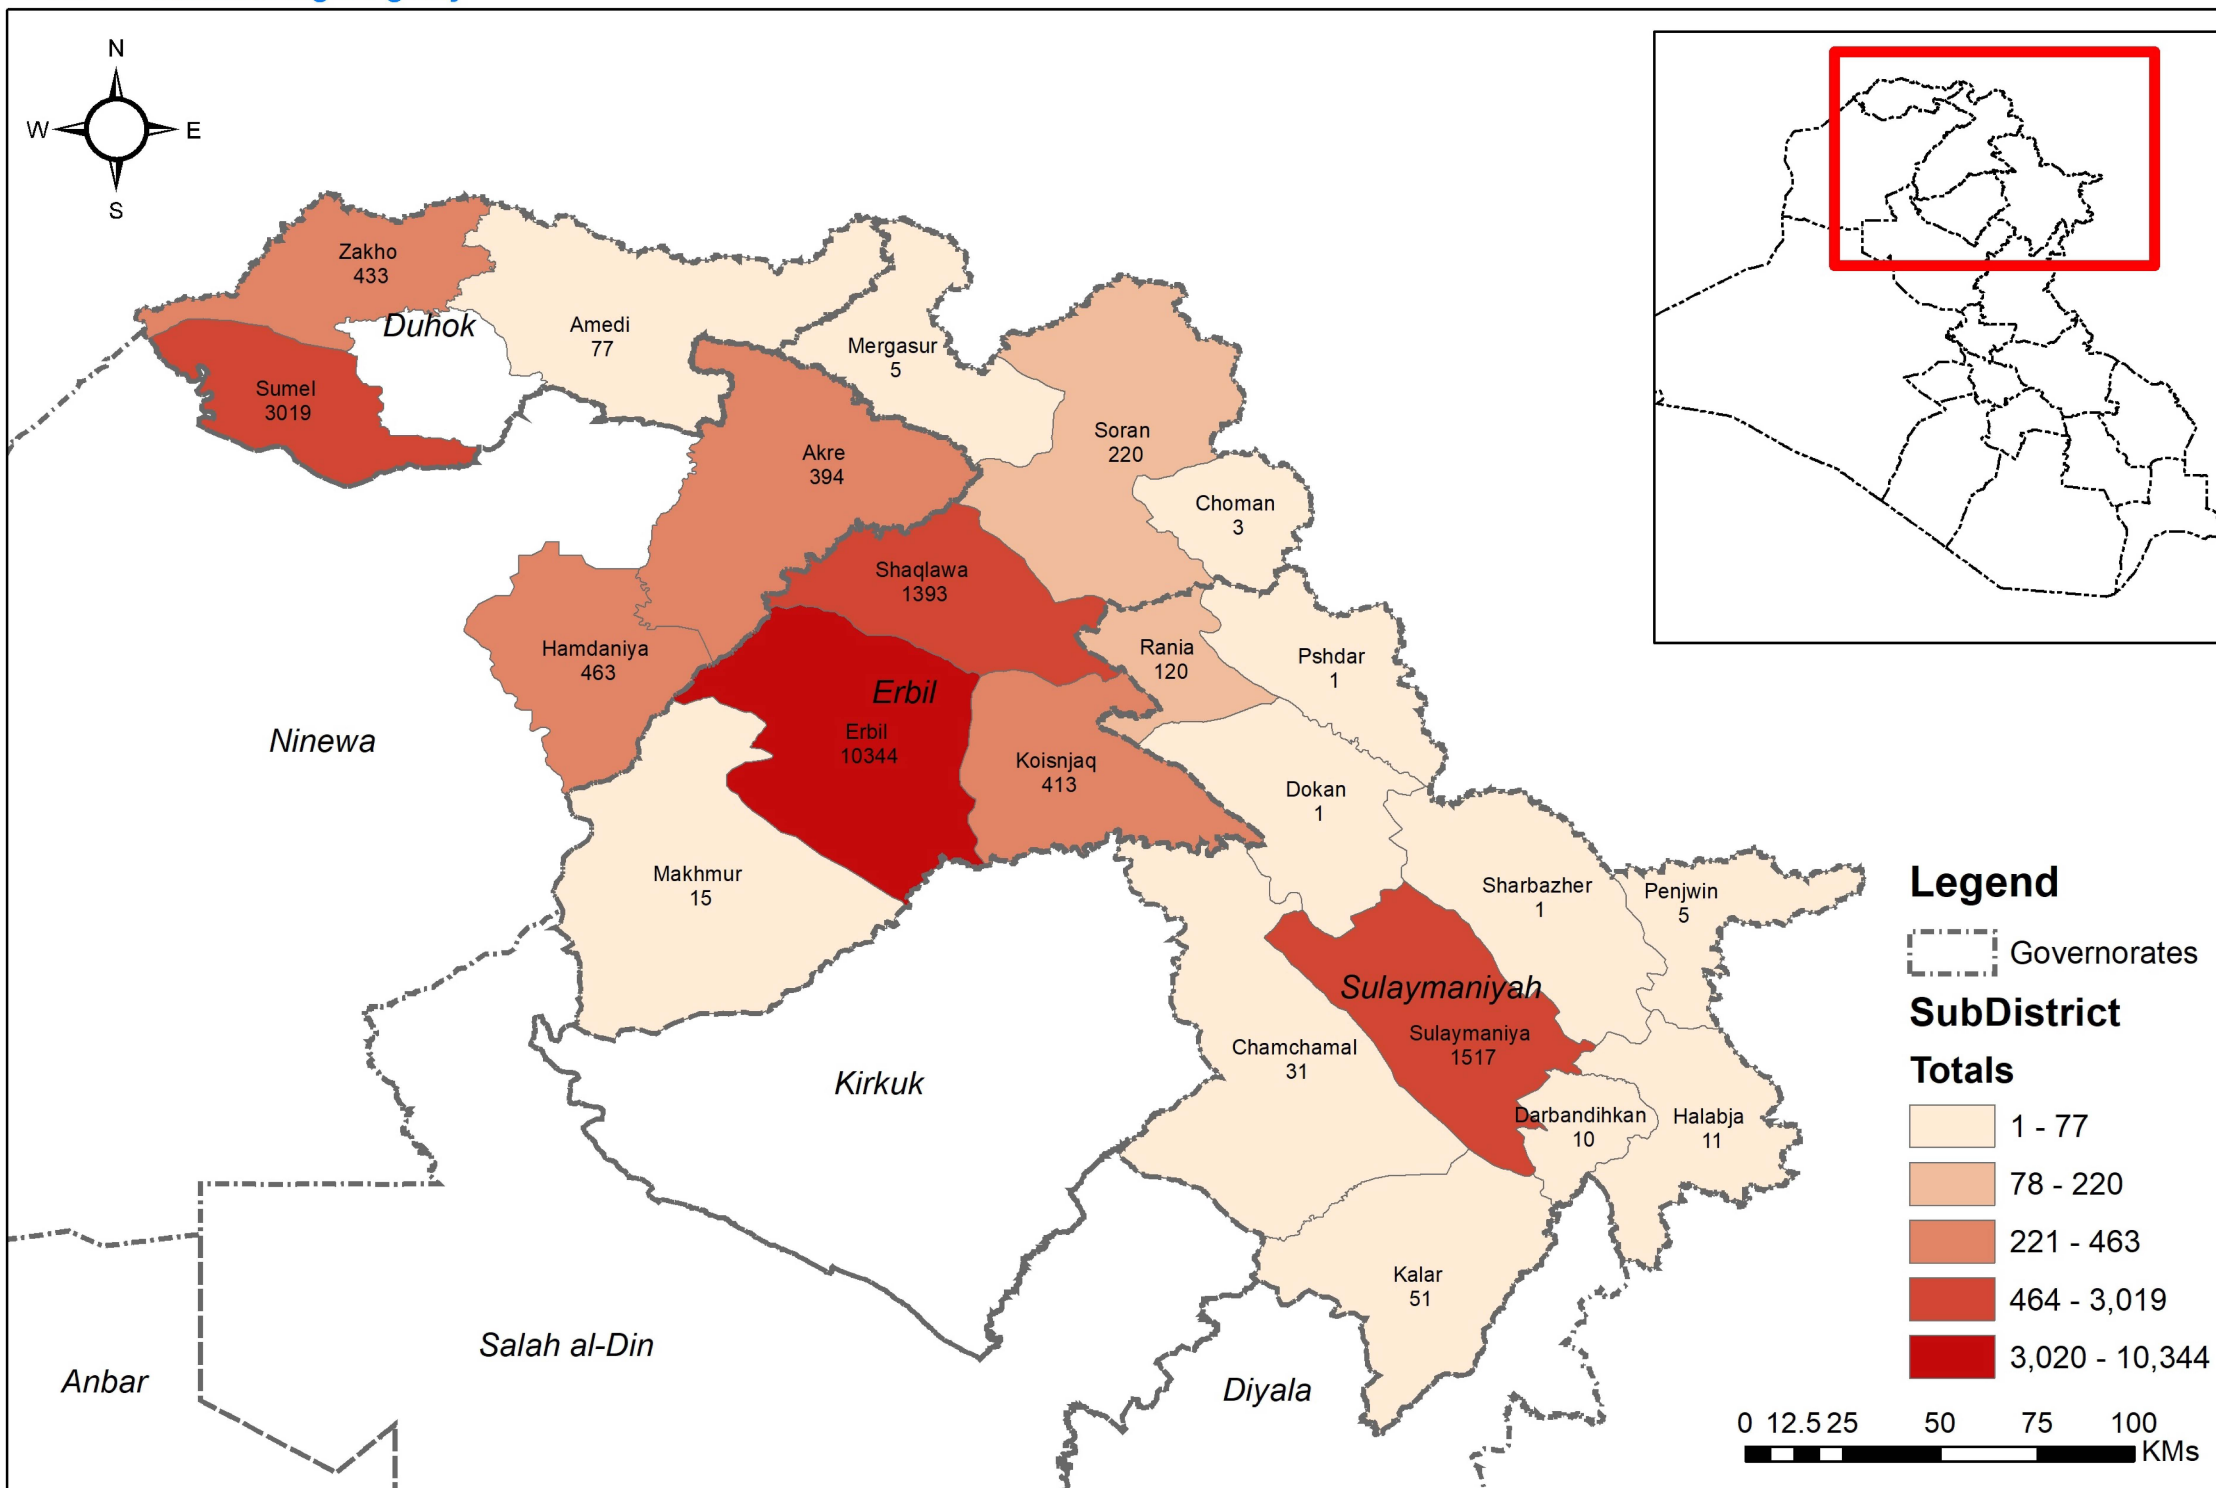 N
W
E
S
Zakho
433
Duhok
Amedi
77
Mergasur
5
Sumel
3019
Soran
220
Akre
394
Choman
3
Shaqlawa
1393
Hamdaniya
463
Rania
120
Pshdar
1
Erbil
Erbil
10344
Ninewa
Koisnjaq
413
Dokan
1
Makhmur
15
Sharbazher
1
Penjwin
5
Sulaymaniyah
Sulaymaniya
1517
Chamchamal
31
Kirkuk
Darbandihkan
10
Halabja
11
Kalar
51
Salah al-Din
Anbar
Diyala
Legend
Governorates
SubDistrict
Totals
1 - 77
78 - 220
221 - 463
464 - 3,019
3,020 - 10,344
0 12.5 25 50 75 100
KMs